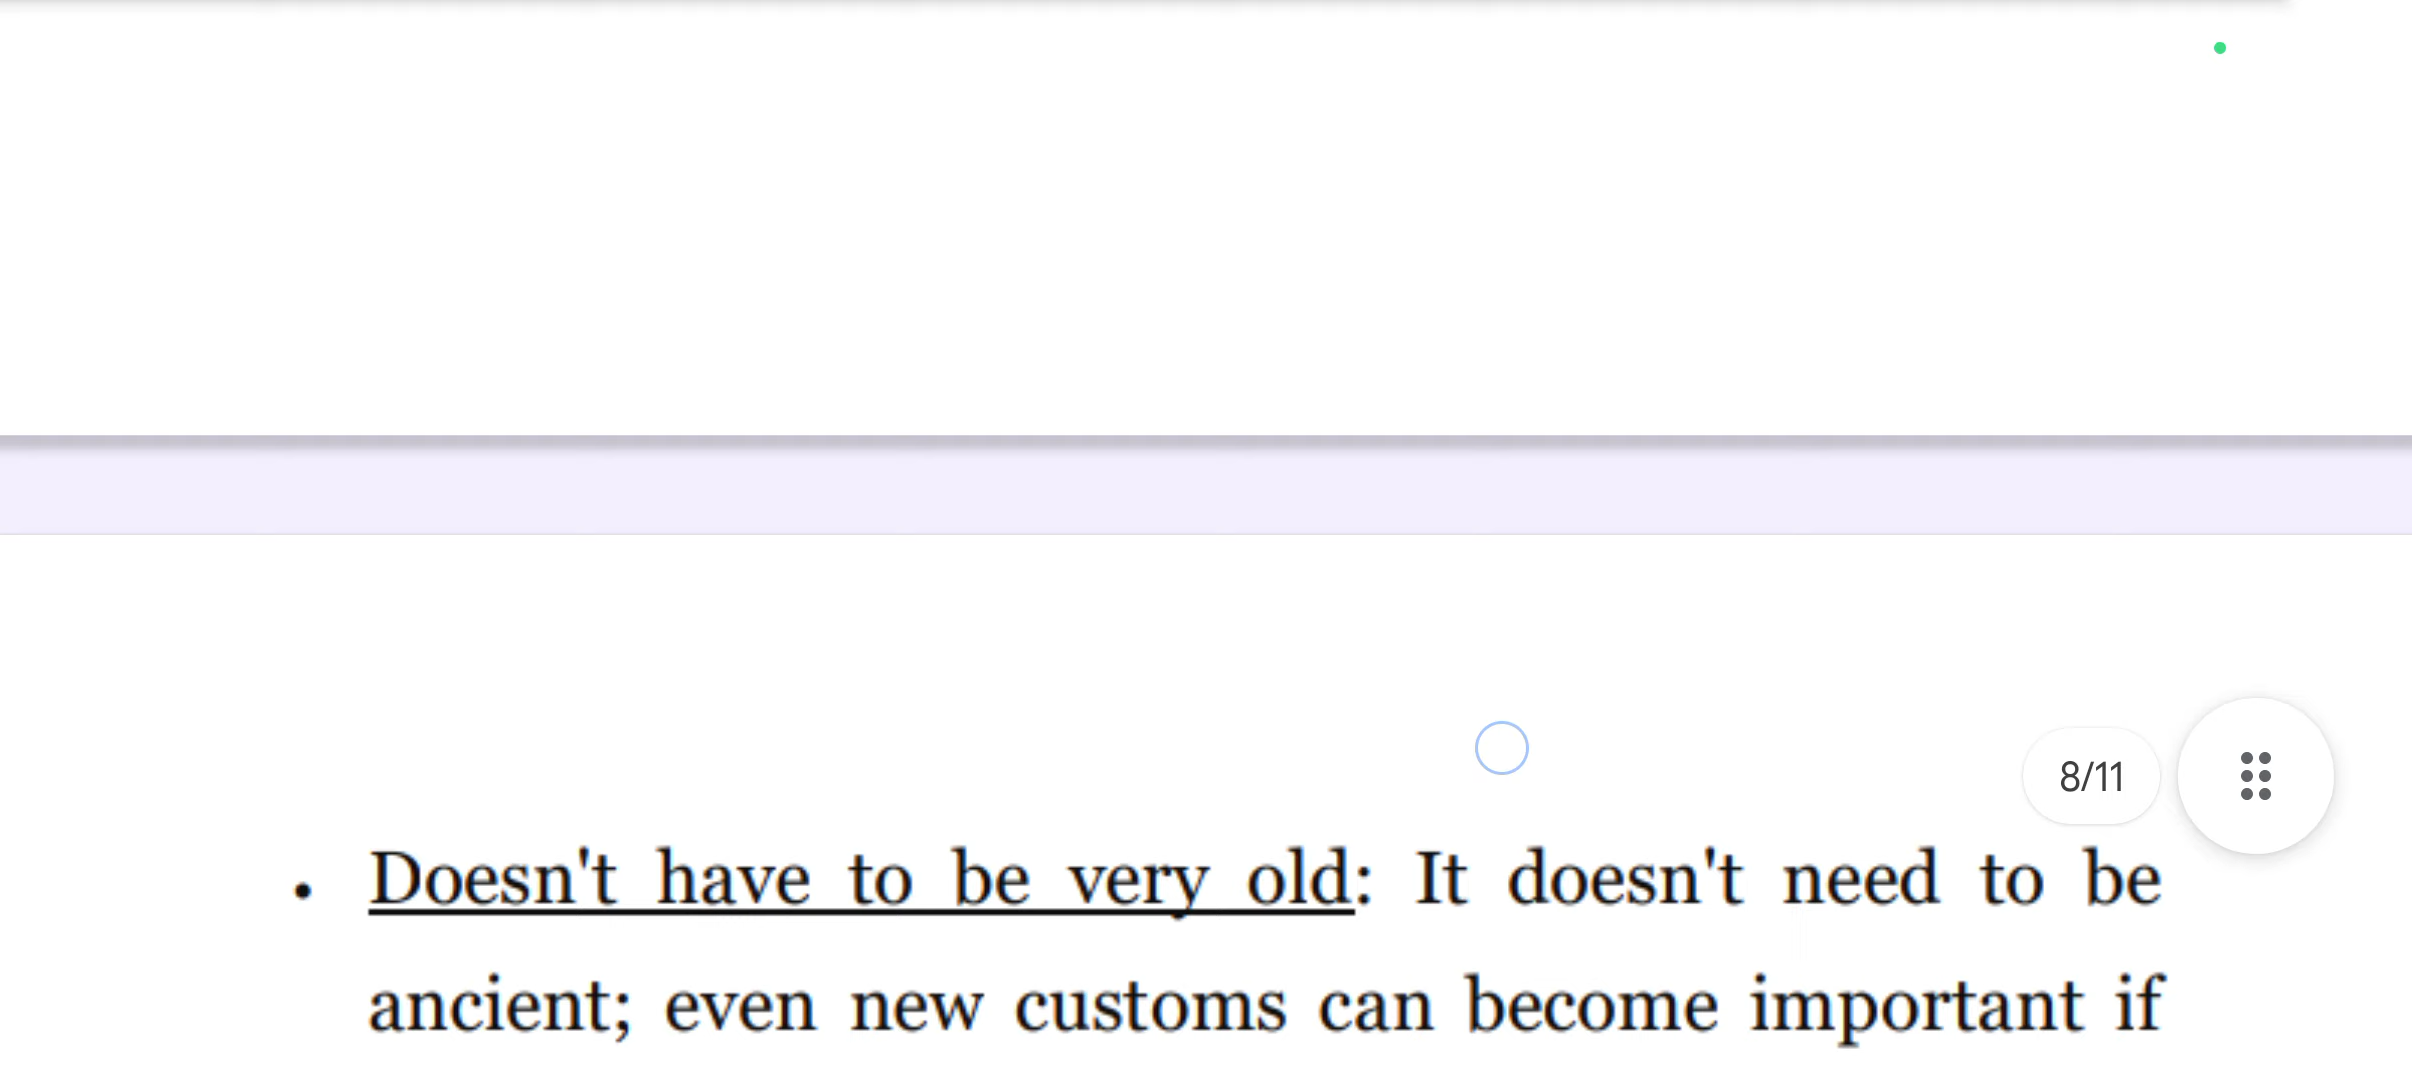 8/11
• Doesn't have to be very old: It doesn't need to be
ancient; even new customs can become important if